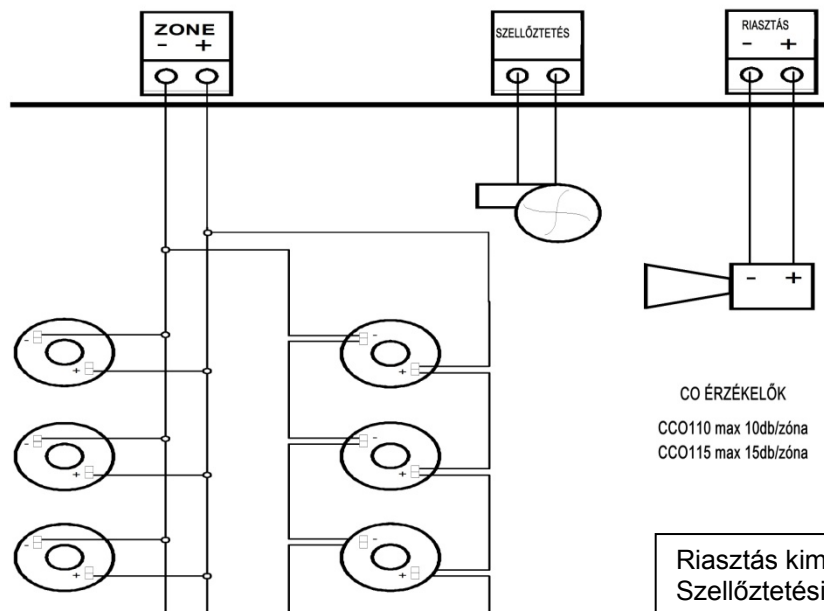 ZONE
- +
SZELLŐZTETÉS
RIASZTÁS
- +
- +
- -
+ +
- -
+ +
- -
+ +
CO ÉRZÉKELŐK
CCO110 max 10db/zóna
CCO115 max 15db/zóna
Riasztás kim
Szellőztetési